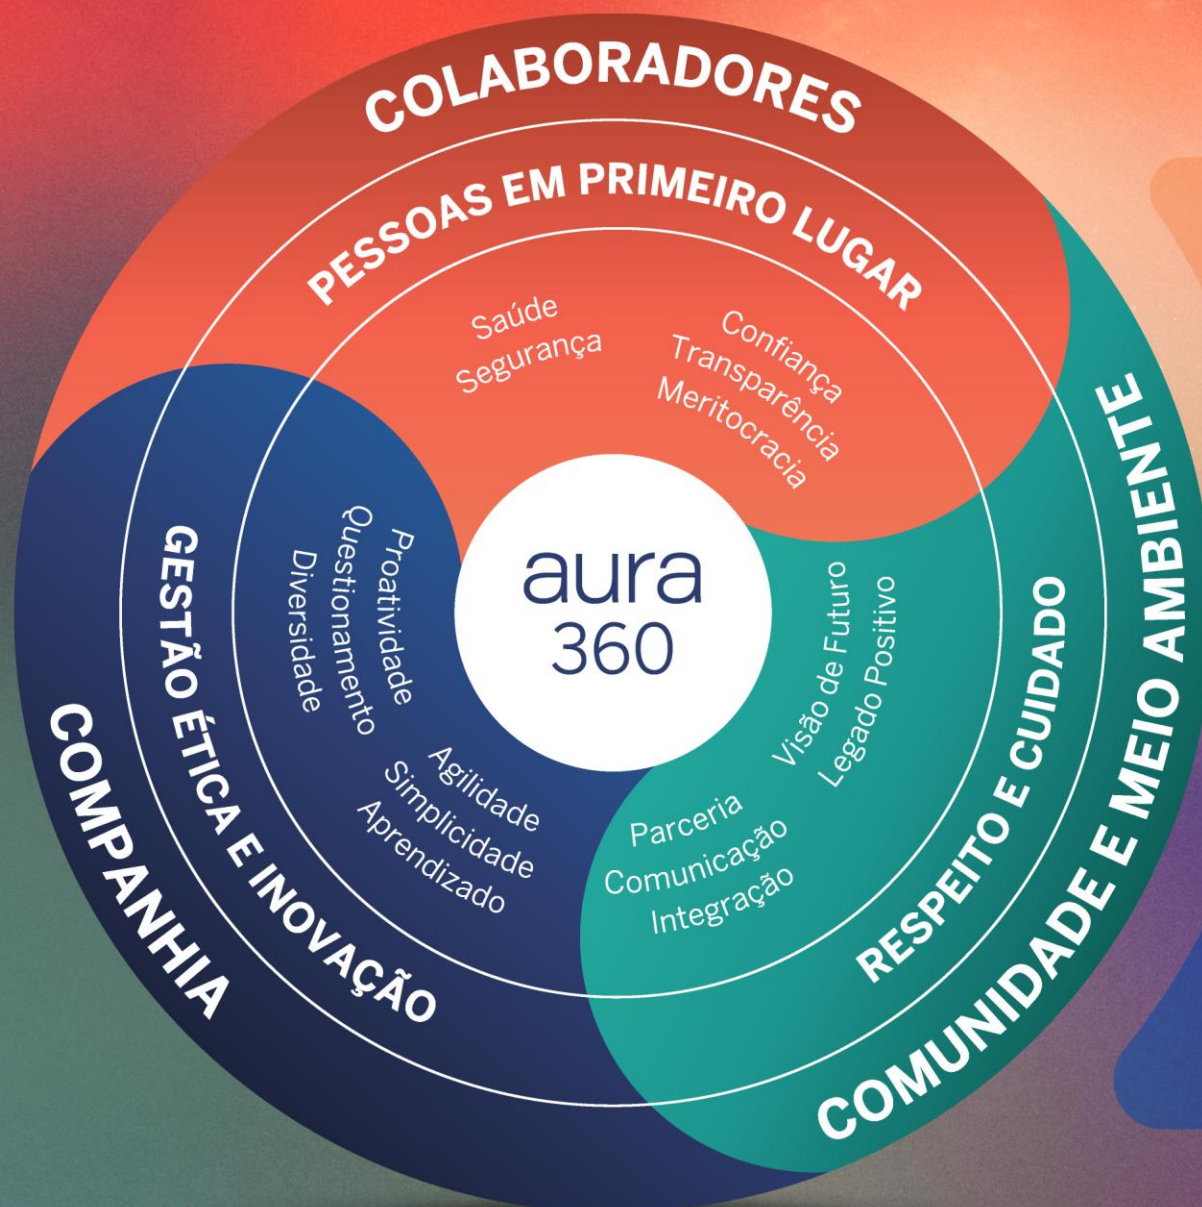 COLABORADORES
PESSOAS EM PRIMEIRO LUGAR
Saúde
Segurança
Confiança
Transparência
Meritocracia
COMUNIDADE E MEIO AMBIENTE
RESPEITO E CUIDADO
Visão de Futuro
Legado Positivo
Parceria
Comunicação
Integração
COMPANHIA
GESTÃO ÉTICA E INOVAÇÃO
Proatividade
Questionamento
Diversidade
Agilidade
Simplicidade
Aprendizado
aura
360